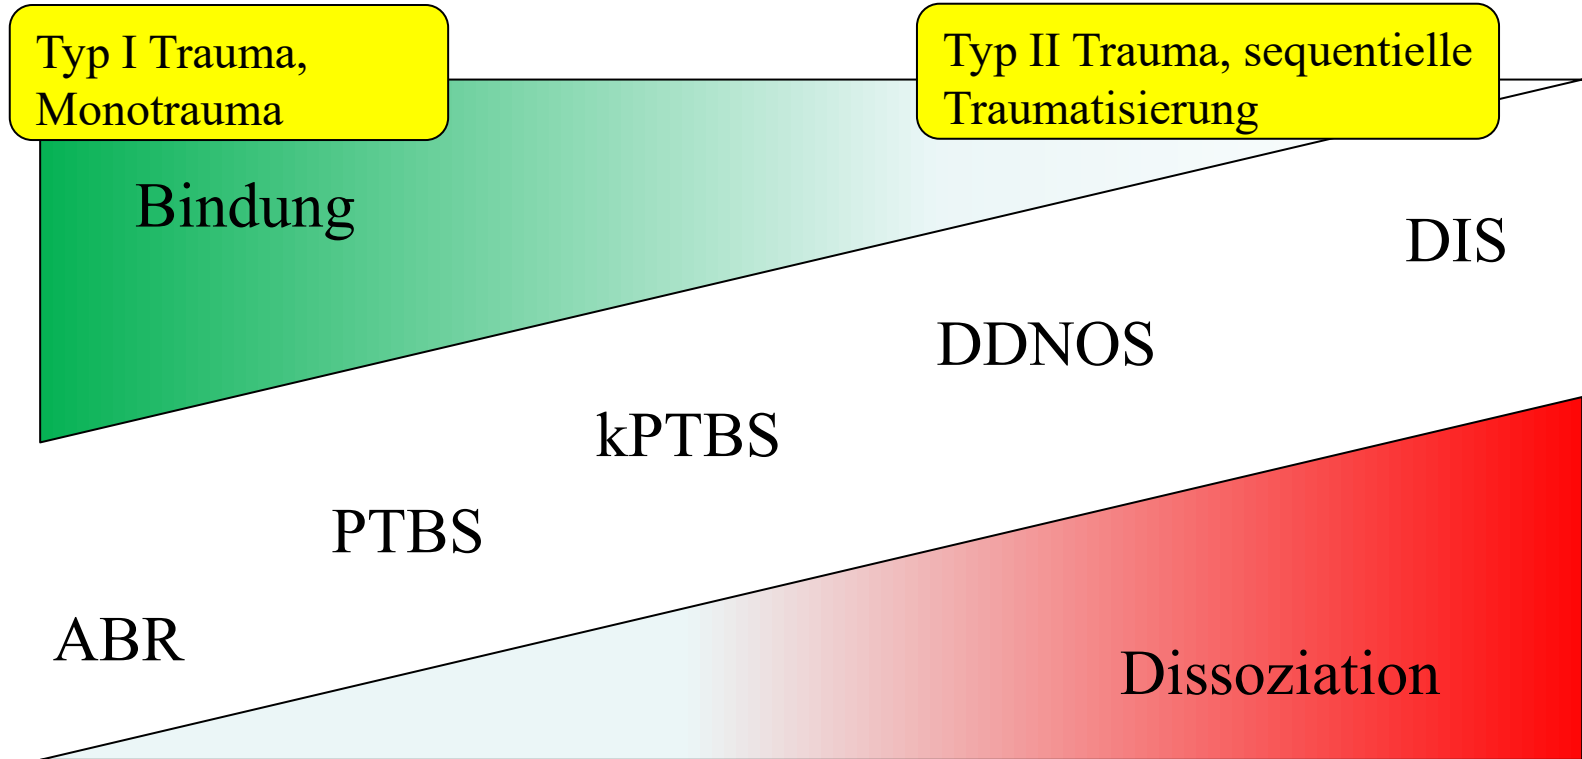 Typ I Trauma,
Monotrauma
Typ II Trauma, sequentielle
Traumatisierung
Bindung
DIS
DDNOS
kPTBS
PTBS
ABR
Dissoziation